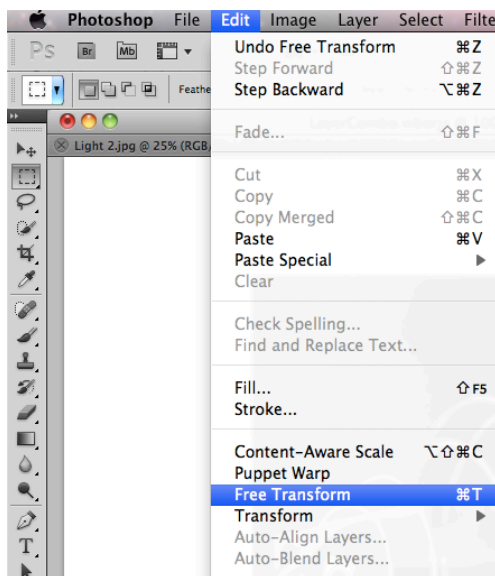 Photoshop File Edit Image Layer Select Filte
Ps Br Mb
Feathe
Light 2.jpg @ 25% (RGB/
Undo Free Transform ⌘Z
Step Forward ⇧⌘Z
Step Backward ⌥⌘Z
Fade... ⇧⌘F
Cut ⌘X
Copy ⌘C
Copy Merged ⇧⌘C
Paste ⌘V
Paste Special ▶
Clear
Check Spelling...
Find and Replace Text...
Fill... ⇧F5
Stroke...
Content-Aware Scale ⌥⇧⌘C
Puppet Warp
Free Transform ⌘T
Transform ▶
Auto-Align Layers...
Auto-Blend Layers...
T